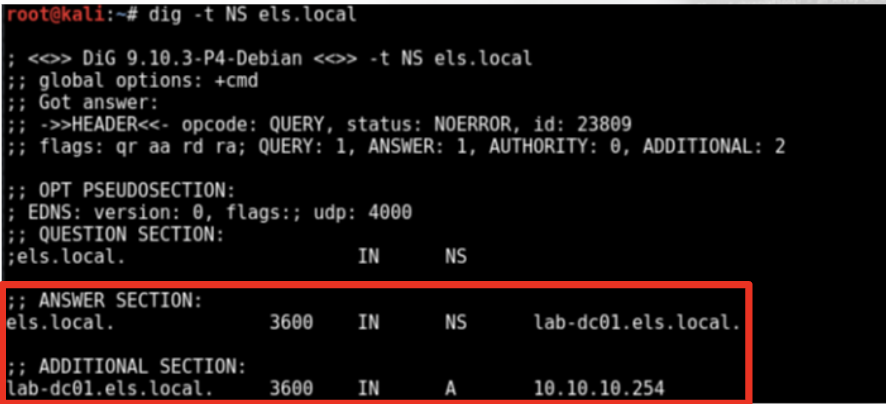 root@kali:~# dig -t NS els.local
; <<>> DiG 9.10.3-P4-Debian <<>> -t NS els.local
;; global options: +cmd
;; Got answer:
;; ->>HEADER<<- opcode: QUERY, status: NOERROR, id: 23809
;; flags: qr aa rd ra; QUERY: 1, ANSWER: 1, AUTHORITY: 0, ADDITIONAL: 2
;; OPT PSEUDOSECTION:
; EDNS: version: 0, flags:; udp: 4000
;; QUESTION SECTION:
;els.local. IN NS
;; ANSWER SECTION:
els.local. 3600 IN NS lab-dc01.els.local.
;; ADDITIONAL SECTION:
lab-dc01.els.local. 3600 IN A 10.10.10.254